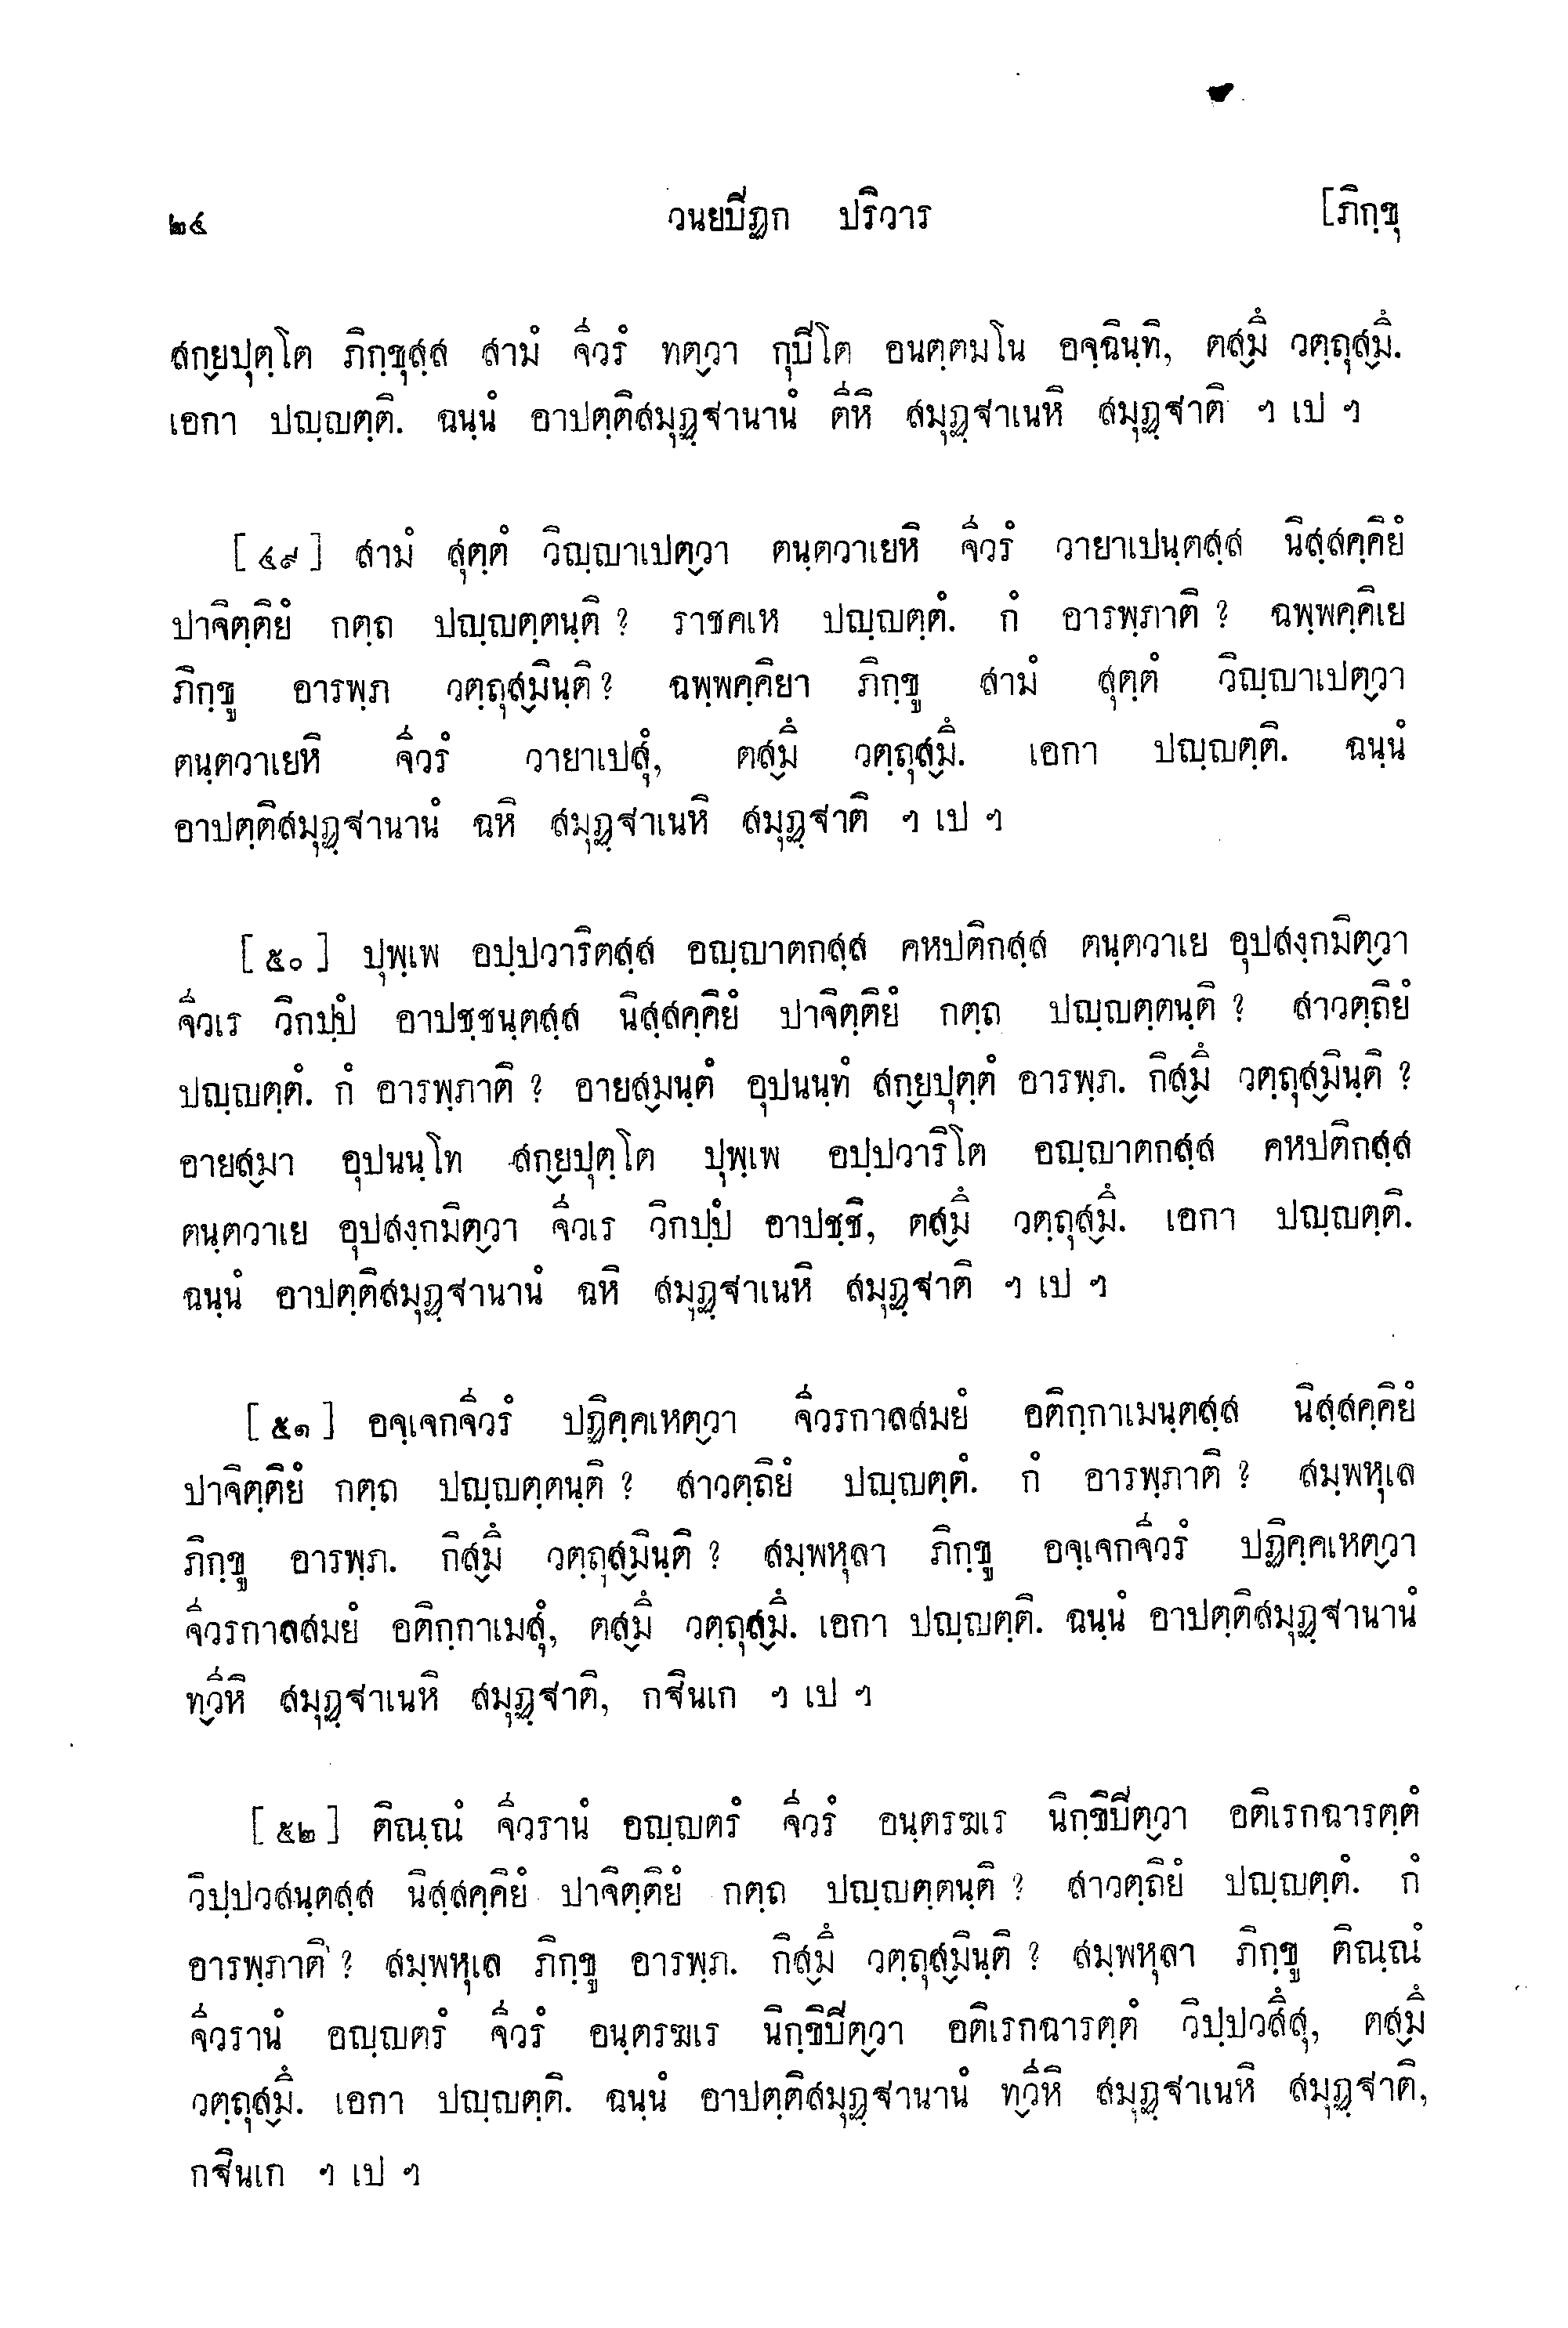 ๒๔ วนยปิฏก ปริวาร [ภิกฺขุ
สก๎ยปุตฺโต ภิกฺขุสฺส สามํ จีวรํ ทต๎วา กุปิโต อนตฺตมโน อจฺฉินฺทิ, ตส๎มึ วตฺถุส๎มึ.
เอกา ปญฺญตฺติ. ฉนฺนํ อาปตฺติสมุฏฺฐานานํ ตีหิ สมุฏฺฐาเนหิ สมุฏฺฐาติ ฯ เป ฯ
[๔๙] สามํ สุตฺตํ วิญฺญาเปต๎วา ตนฺตวาเยหิ จีวรํ วายาเปนฺตสฺส นิสฺสคฺคิยํ
ปาจิตฺติยํ กตฺถ ปญฺญตฺตนฺติ ? ราชคเห ปญฺญตฺตํ. กํ อารพฺภาติ ? ฉพฺพคฺคิเย
ภิกฺขู อารพฺภ วตฺถุส๎มินฺติ ? ฉพฺพคฺคิยา ภิกฺขู สามํ สุตฺตํ วิญฺญาเปต๎วา
ตนฺตวาเยหิ จีวรํ วายาเปสุํ, ตส๎มึ วตฺถุส๎มึ. เอกา ปญฺญตฺติ. ฉนฺนํ
อาปตฺติสมุฏฺฐานานํ ฉหิ สมุฏฺฐาเนหิ สมุฏฺฐาติ ฯ เป ฯ
[๕๐] ปุพฺเพ อปฺปวาริตสฺส อญฺญาตกสฺส คหปติกสฺส ตนฺตวาเย อุปสงฺกมิต๎วา
จีวเร วิกปฺปํ อาปชฺชนฺตสฺส นิสฺสคฺคิยํ ปาจิตฺติยํ กตฺถ ปญฺญตฺตนฺติ ? สาวตฺถิยํ
ปญฺญตฺตํ. กํ อารพฺภาติ ? อายส๎มนฺตํ อุปนนฺทํ สก๎ยปุตฺตํ อารพฺภ. กิส๎มึ วตฺถุส๎มินฺติ ?
อายส๎มา อุปนนฺโท สก๎ยปุตฺโต ปุพฺเพ อปฺปวาริโต อญฺญาตกสฺส คหปติกสฺส
ตนฺตวาเย อุปสงฺกมิต๎วา จีวเร วิกปฺปํ อาปชฺชิ, ตส๎มึ วตฺถุส๎มึ. เอกา ปญฺญตฺติ.
ฉนฺนํ อาปตฺติสมุฏฺฐานานํ ฉหิ สมุฏฺฐาเนหิ สมุฏฺฐาติ ฯ เป ฯ
[๕๑] อจฺเจกจีวรํ ปฏิคฺคเหต๎วา จีวรกาลสมยํ อติกฺกาเมนฺตสฺส นิสฺสคฺคิยํ
ปาจิตฺติยํ กตฺถ ปญฺญตฺตนฺติ ? สาวตฺถิยํ ปญฺญตฺตํ. กํ อารพฺภาติ ? สมฺพหุเล
ภิกฺขู อารพฺภ. กิส๎มึ วตฺถุส๎มินฺติ ? สมฺพหุลา ภิกฺขู อจฺเจกจีวรํ ปฏิคฺคเหต๎วา
จีวรกาลสมยํ อติกฺกาเมสุํ, ตส๎มึ วตฺถุส๎มึ. เอกา ปญฺญตฺติ. ฉนฺนํ อาปตฺติสมุฏฺฐานานํ
ท๎วีหิ สมุฏฺฐาเนหิ สมุฏฺฐาติ, กฐินเก ฯ เป ฯ
[๕๒] ติณฺณํ จีวรานํ อญฺญตรํ จีวรํ อนฺตรฆเร นิกฺขิปิต๎วา อติเรกฉารตฺตํ
วิปฺปวสนฺตสฺส นิสฺสคฺคิยํ ปาจิตฺติยํ กตฺถ ปญฺญตฺตนฺติ ? สาวตฺถิยํ ปญฺญตฺตํ. กํ
อารพฺภาติ ? สมฺพหุเล ภิกฺขู อารพฺภ. กิส๎มึ วตฺถุส๎มินฺติ ? สมฺพหุลา ภิกฺขู ติณฺณํ
จีวรานํ อญฺญตรํ จีวรํ อนฺตรฆเร นิกฺขิปิต๎วา อติเรกฉารตฺตํ วิปฺปวสึสุ, ตส๎มึ
วตฺถุส๎มึ. เอกา ปญฺญตฺติ. ฉนฺนํ อาปตฺติสมุฏฺฐานานํ ท๎วีหิ สมุฏฺฐาเนหิ สมุฏฺฐาติ,
กฐินเก ฯ เป ฯ